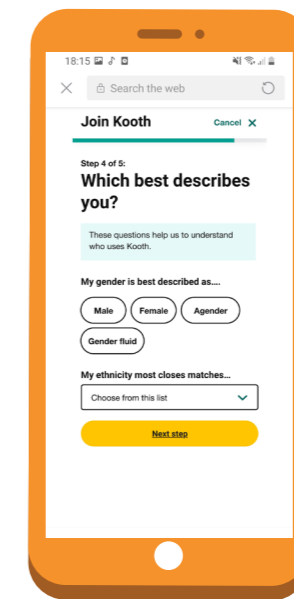 18:15
Search the web
Join Kooth
Cancel X
Step 4 of 5:
Which best describes
you?
These questions help us to understand
who uses Kooth.
My gender is best described as....
Male Female Agender
Gender fluid
My ethnicity most closes matches...
Choose from this list
Next step